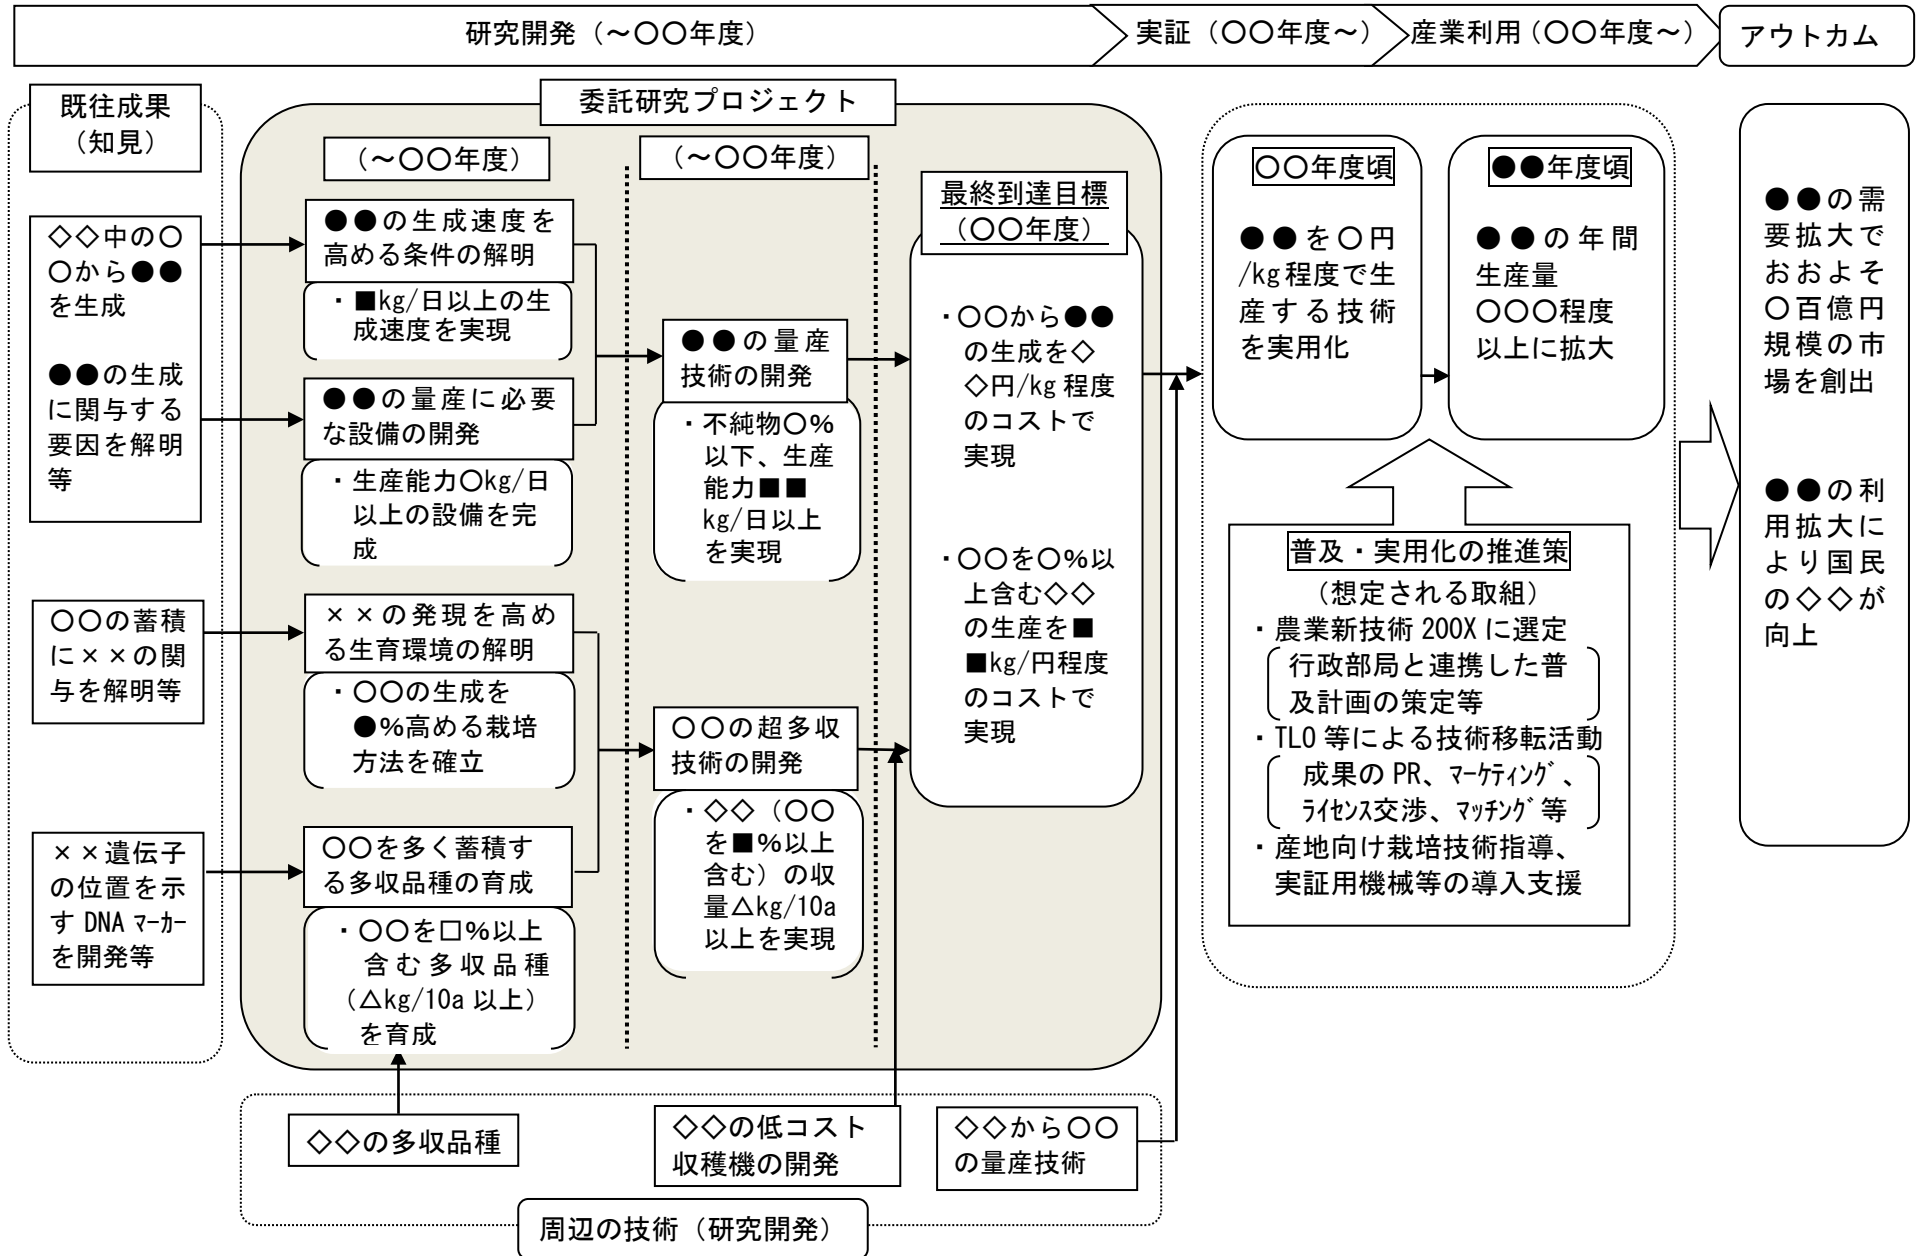 研究開発（～〇〇年度）
実証（〇〇年度～）
産業利用（〇〇年度～）
アウトカム
既往成果
（知見）
◇◇中の〇
〇から●●
を生成
●●の生成
に関与する
要因を解明
等
〇〇の蓄積
に××の関
与を解明等
××遺伝子
の位置を示
す DNA ﾏｰｶｰ
を開発等
委託研究プロジェクト
（～〇〇年度）
●●の生成速度を
高める条件の解明
・■kg/日以上の生
成速度を実現
●●の量産に必要
な設備の開発
・生産能力〇kg/日
以上の設備を完
成
××の発現を高め
る生育環境の解明
・〇〇の生成を
●%高める栽培
方法を確立
〇〇を多く蓄積す
る多収品種の育成
・〇〇を□%以上
含む多収品種
（△kg/10a 以上）
を育成
（～〇〇年度）
●●の量産
技術の開発
・不純物〇%
以下、生産
能力■■
kg/日以上
を実現
〇〇の超多収
技術の開発
・◇◇（〇〇
を■%以上
含む）の収
量△kg/10a
以上を実現
最終到達目標
（〇〇年度）
・〇〇から●●
の生成を◇
◇円/kg 程度
のコストで
実現
・〇〇を〇%以
上含む◇◇
の生産を■
■kg/円程度
のコストで
実現
〇〇年度頃
●●を〇円
/kg 程度で生
産する技術
を実用化
●●年度頃
●●の年間
生産量
〇〇〇程度
以上に拡大
普及・実用化の推進策
（想定される取組）
・農業新技術 200X に選定
行政部局と連携した普
及計画の策定等
・TLO 等による技術移転活動
成果の PR、ﾏｰｹﾃｨﾝｸﾞ、
ﾗｲｾﾝｽ交渉、ﾏｯﾁﾝｸﾞ等
・産地向け栽培技術指導、
実証用機械等の導入支援
●●の需
要拡大で
おおよそ
〇百億円
規模の市
場を創出
●●の利
用拡大に
より国民
の◇◇が
向上
◇◇の多収品種
◇◇の低コスト
収穫機の開発
◇◇から〇〇
の量産技術
周辺の技術（研究開発）